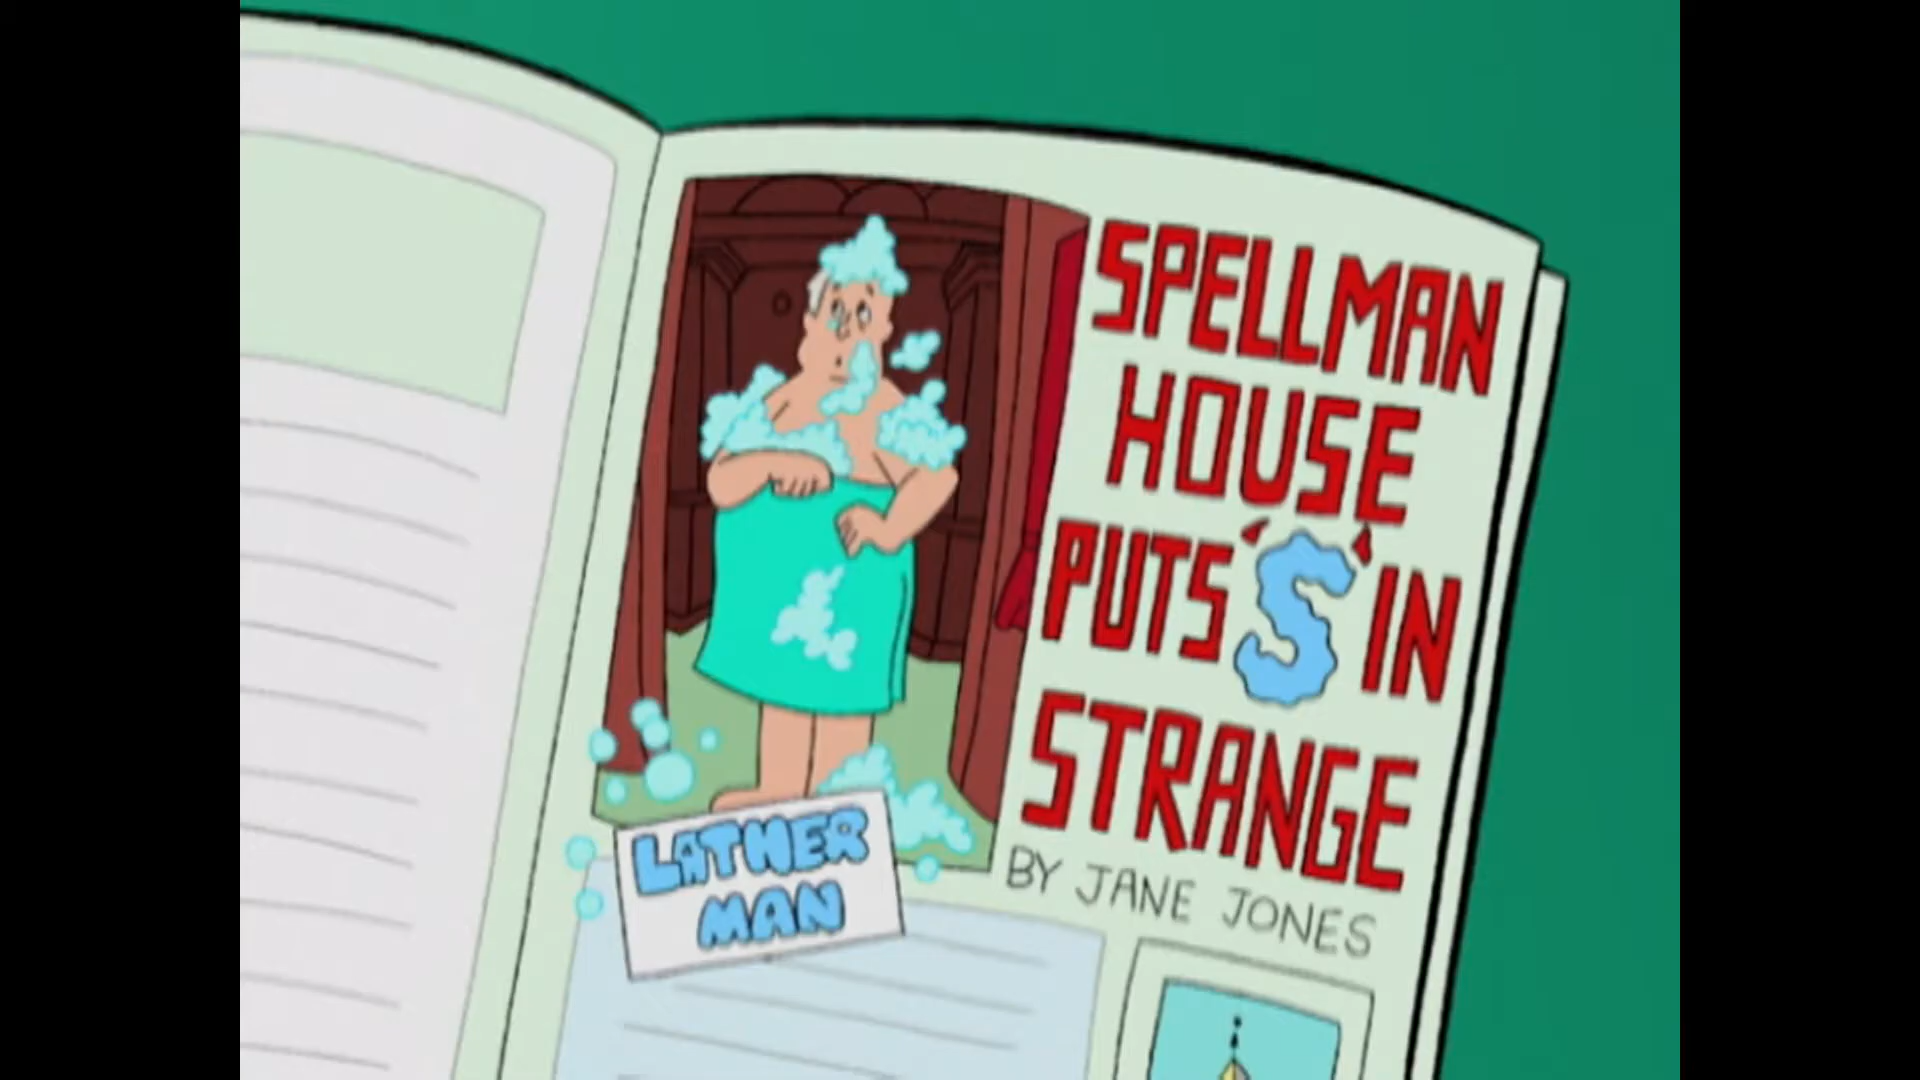 SPELLMAN
HOUSE
PUTS 'S' IN
STRANGE
BY JANE JONES
LATHER
MAN